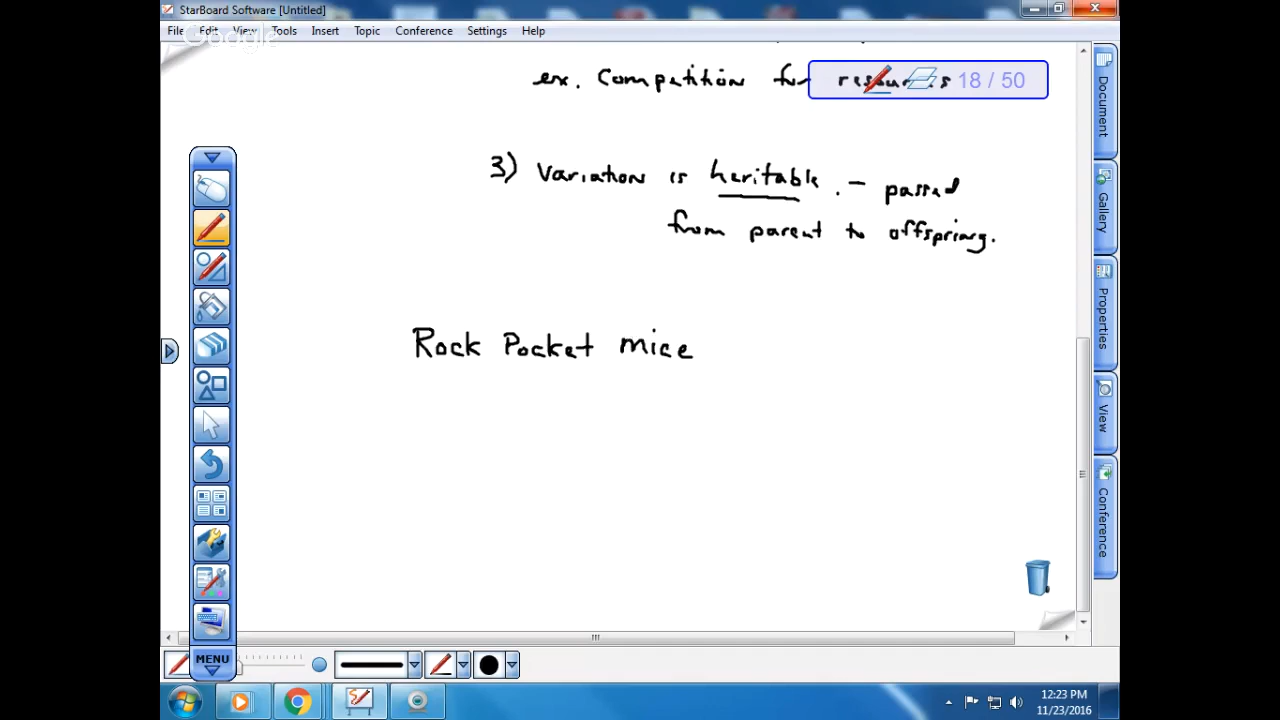 StarBoard Software [Untitled]
File Edit View Tools Insert Topic Conference Settings Help
Google
ex. Competition for resources
18 / 50
3) Variation is heritable. - passed
from parent to offspring.
Rock Pocket mice
Document
Gallery
Properties
View
Conference
MENU
12:23 PM
11/23/2016